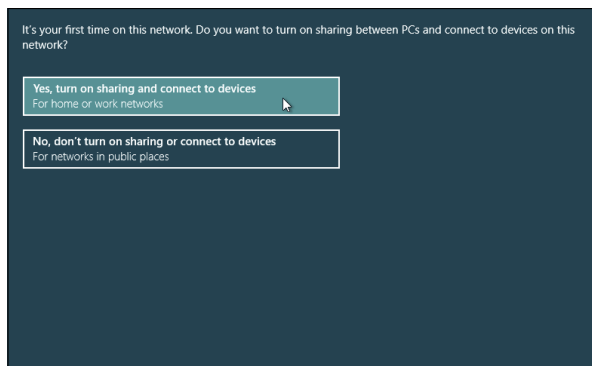 It's your first time on this network. Do you want to turn on sharing between PCs and connect to devices on this
network?
Yes, turn on sharing and connect to devices
For home or work networks
No, don't turn on sharing or connect to devices
For networks in public places